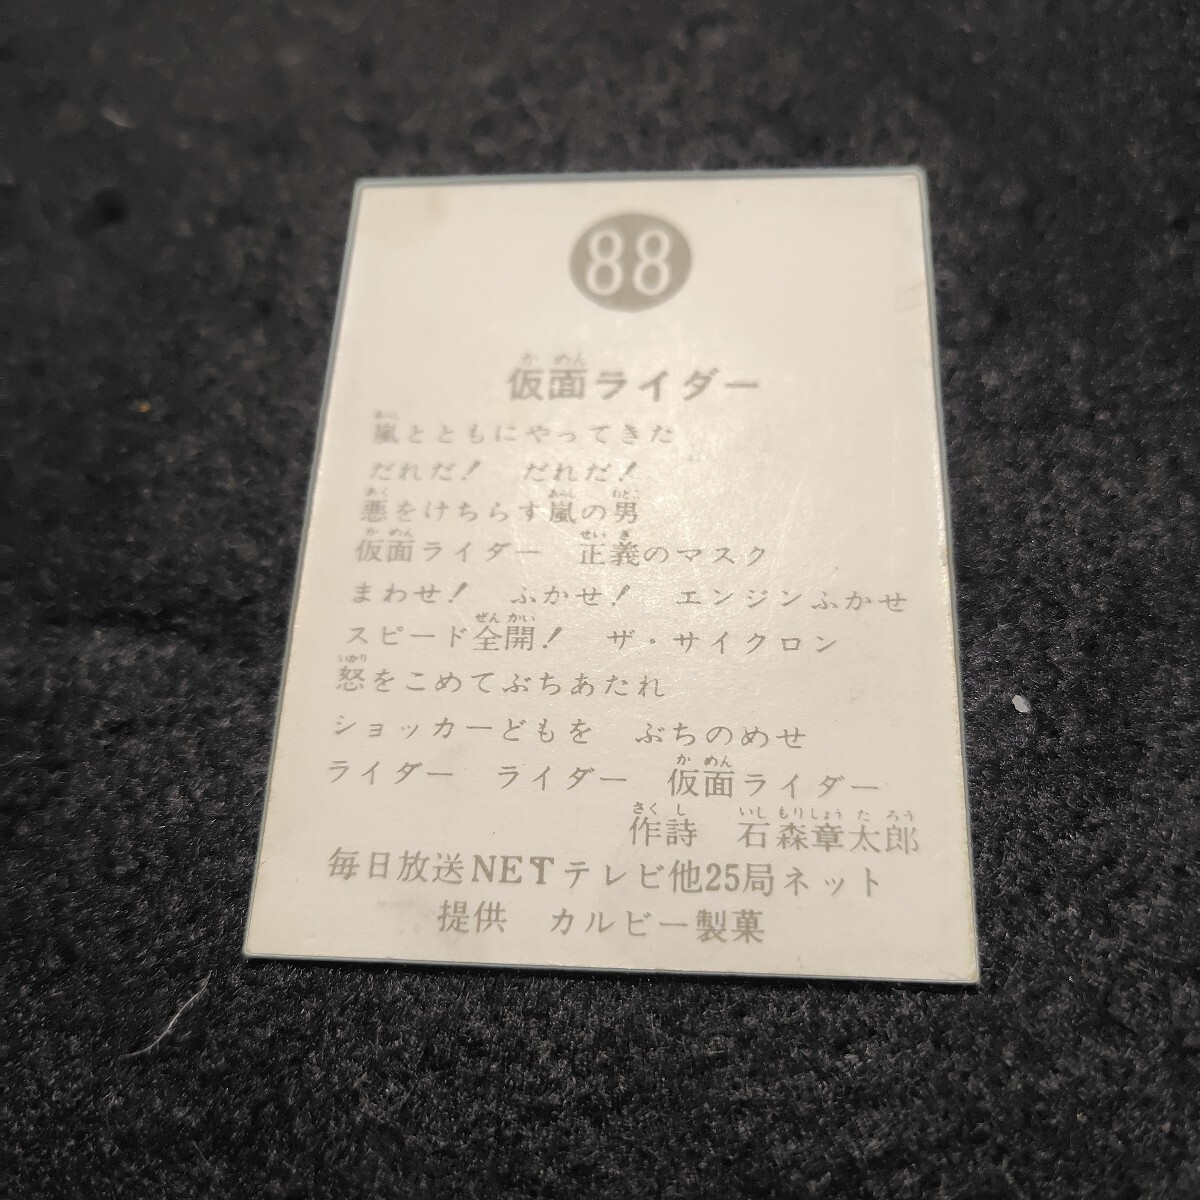 88
仮面ライダー
嵐とともにやってきた
だれだ！　だれだ！
悪をけちらす嵐の男
仮面ライダー　正義のマスク
まわせ！　ふかせ！　エンジンふかせ
スピード全開！　ザ・サイクロン
怒をこめてぶちあたれ
ショッカーどもを　ぶちのめせ
ライダー　ライダー　仮面ライダー
作詩　石森章太郎
毎日放送NETテレビ他25局ネット
提供　カルビー製菓